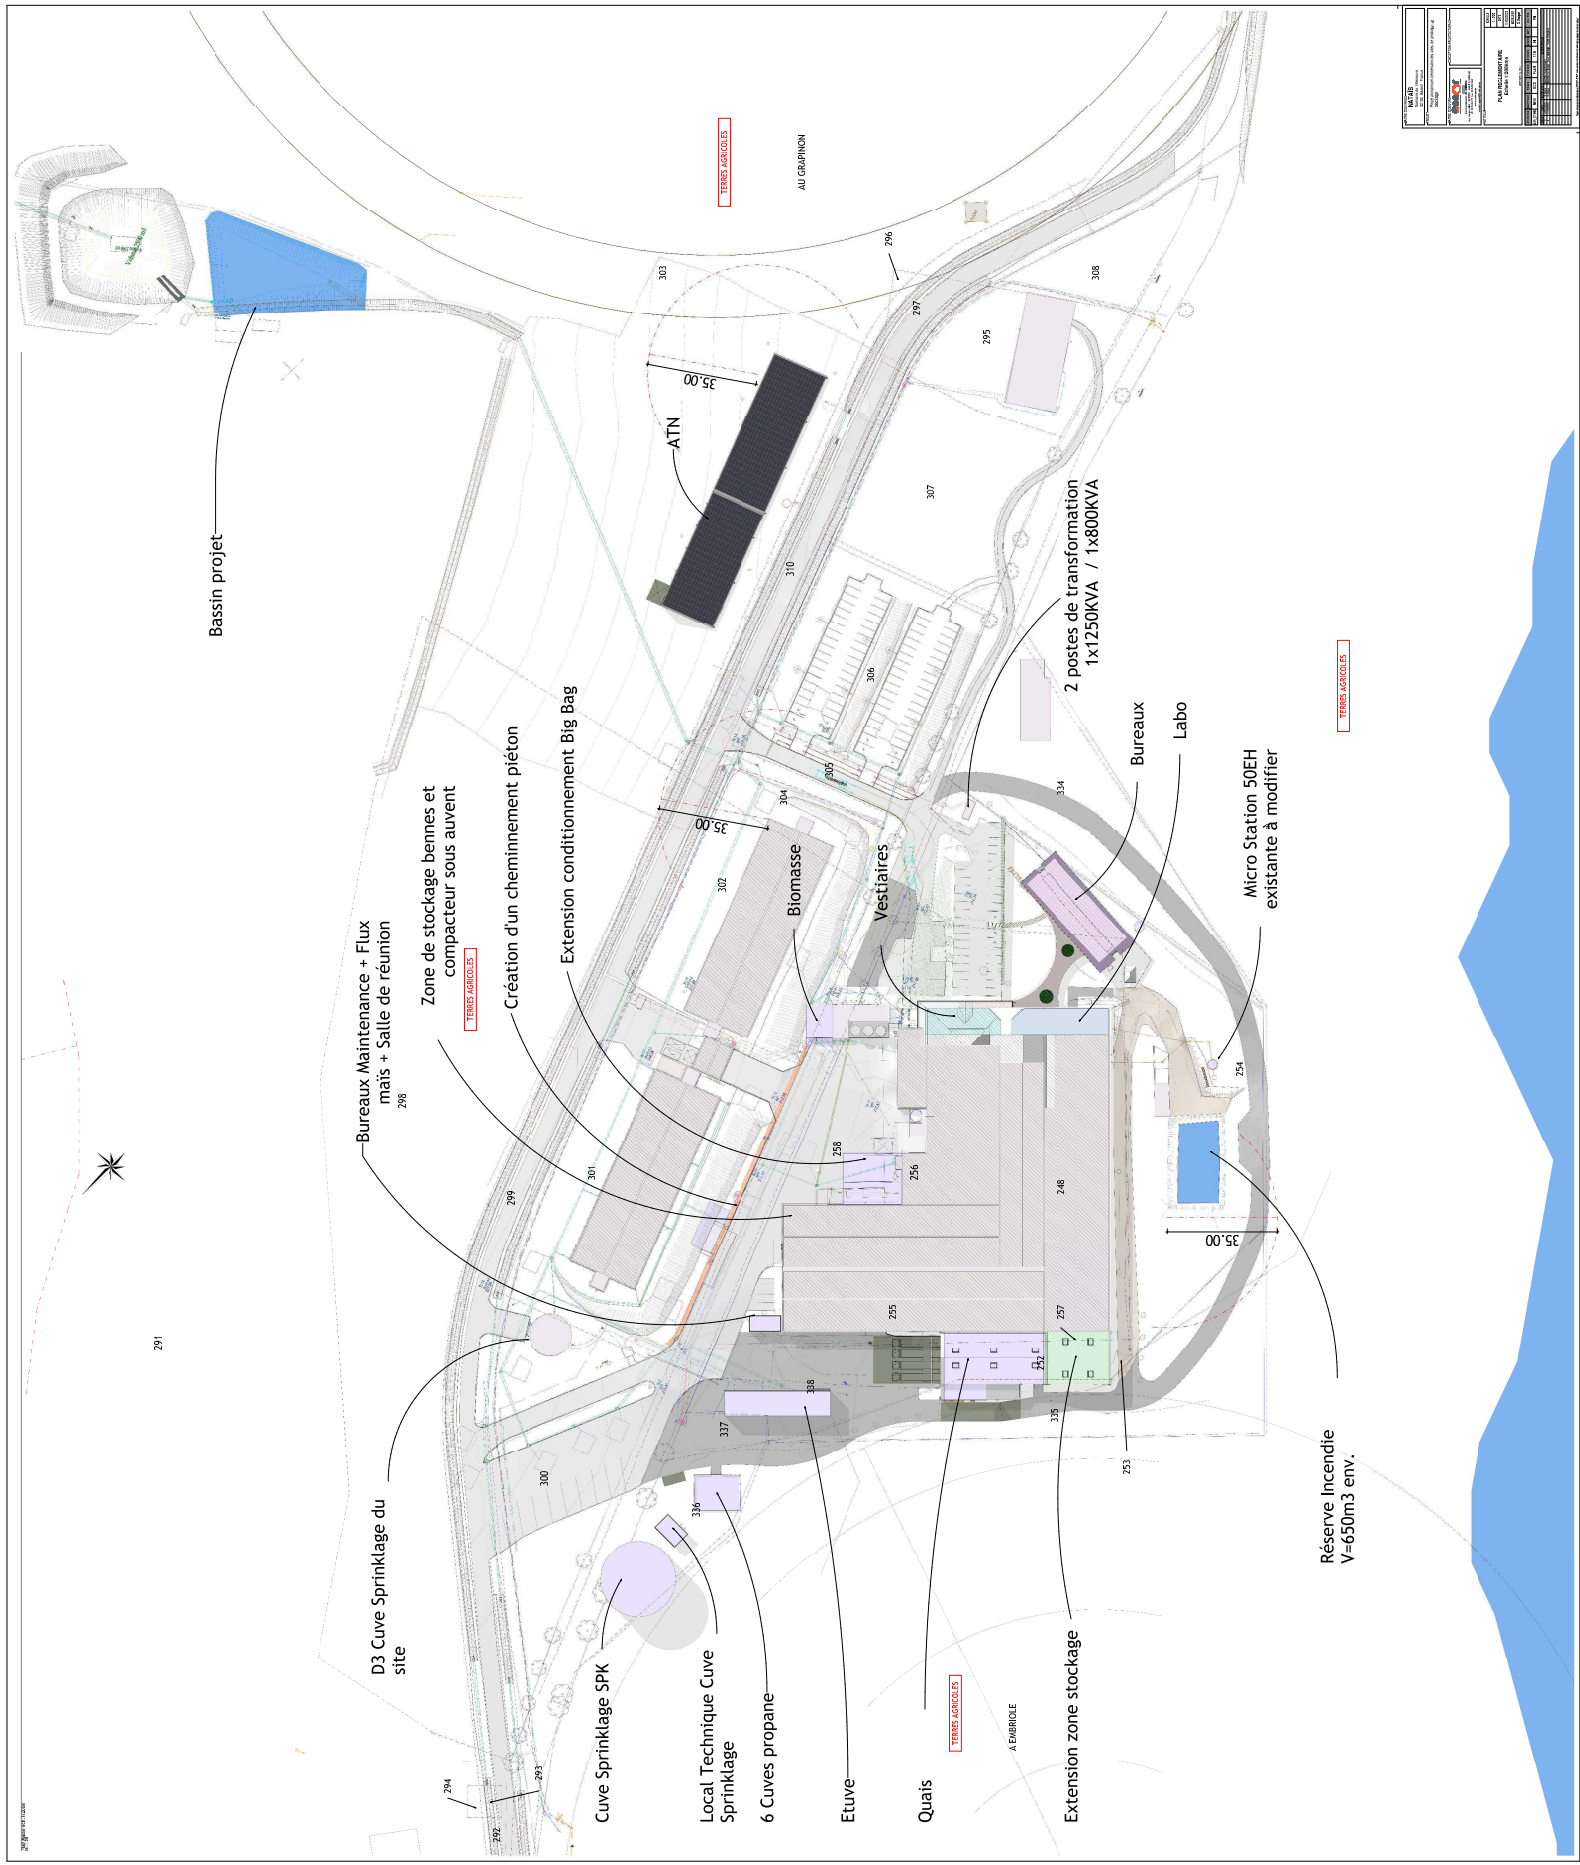 Bassin projet
TERRES AGRICOLES
AU GRAPINON
296
303
308
297
295
35.00
ATN
307
310
2 postes de transformation
1x1250KVA / 1x800KVA
306
305
304
334
Bureaux
Labo
TERRES AGRICOLES
Micro Station 50EH
existante à modifier
Extension conditionnement Big Bag
Création d'un cheminnement piéton
Zone de stockage bennes et
compacteur sous auvent
TERRES AGRICOLES
Bureaux Maintenance + Flux
maïs + Salle de réunion
298
35.00
302
Biomasse
Vestiaires
254
299
301
258
256
248
35.00
291
255
257
252
338
335
337
253
300
336
D3 Cuve Sprinklage du
site
Réserve Incendie
V=650m3 env.
Cuve Sprinklage SPK
Local Technique Cuve
Sprinklage
6 Cuves propane
Etuve
Quais
TERRES AGRICOLES
A EMBRIOLE
Extension zone stockage
294
293
292
NATAÏS
PLAN REGLEMENTAIRE